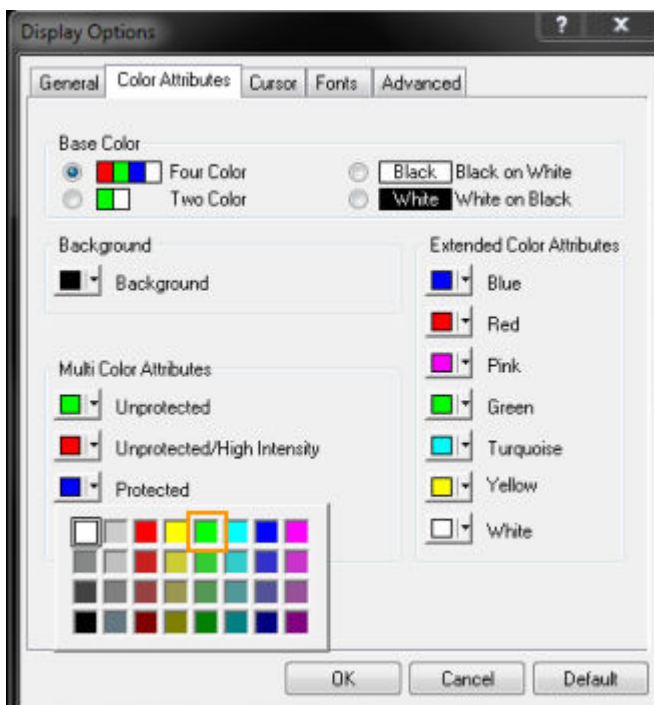 Display Options
? x
General Color Attributes Cursor Fonts Advanced
Base Color
Four Color
Black Black on White
Two Color
White White on Black
Background
Background
Extended Color Attributes
Blue
Red
Pink
Green
Turquoise
Yellow
White
Multi Color Attributes
Unprotected
Unprotected/High Intensity
Protected
OK Cancel Default